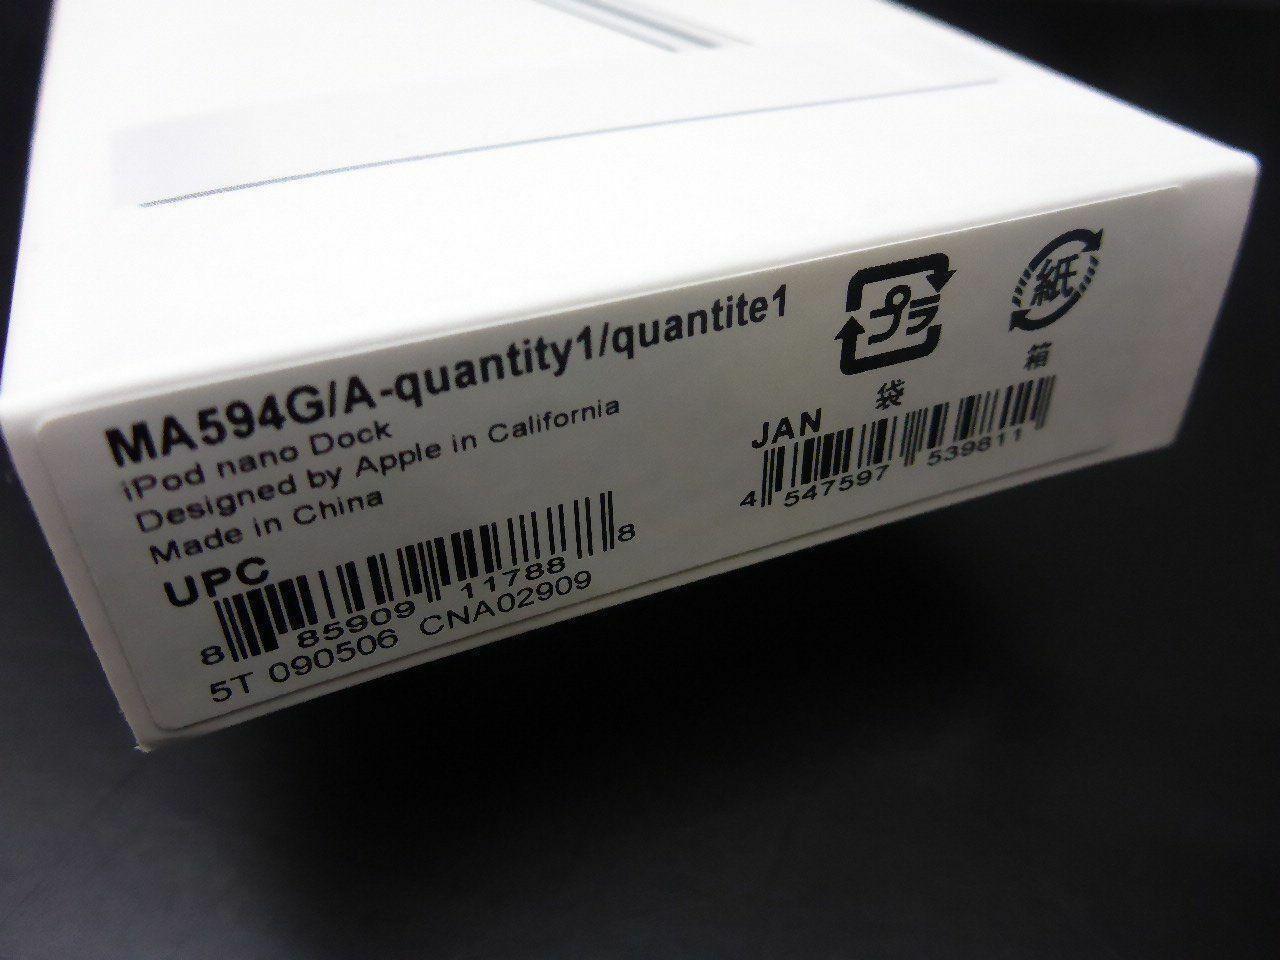 MA594G/A-quantity1/quantite1
iPod nano Dock
Designed by Apple in California
Made in China
UPC
8 85909 11788 8
5T 090506 CNA02909
プラ
袋
紙
箱
JAN
4 547597 539811